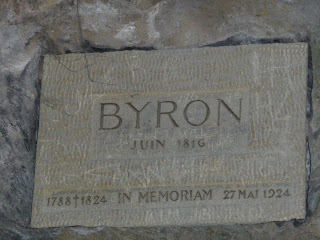 BYRON
JUIN 1816
1788†1824 IN MEMORIAM 27 MAI 1924